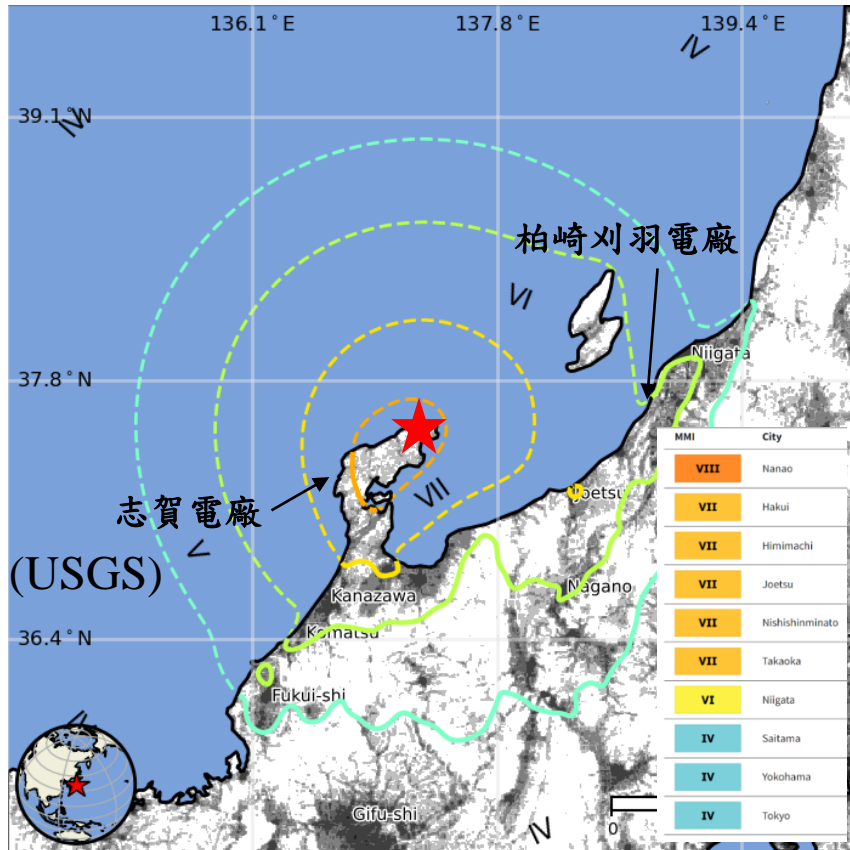 136.1°E
137.8°E
139.4°E
IV
39.1°N
IV
柏崎刈羽電廠
VI
Niigata
37.8°N
VII
Joetsu
志賀電廠
V
(USGS)
Kanazawa
Nagano
36.4°N
Komatsu
Fukui-shi
Gifu-shi
IV
0
MMI City
VIII Nanao
VII Hakui
VII Himimachi
VII Joetsu
VII Nishishinminato
VII Takaoka
VI Niigata
IV Saitama
IV Yokohama
IV Tokyo